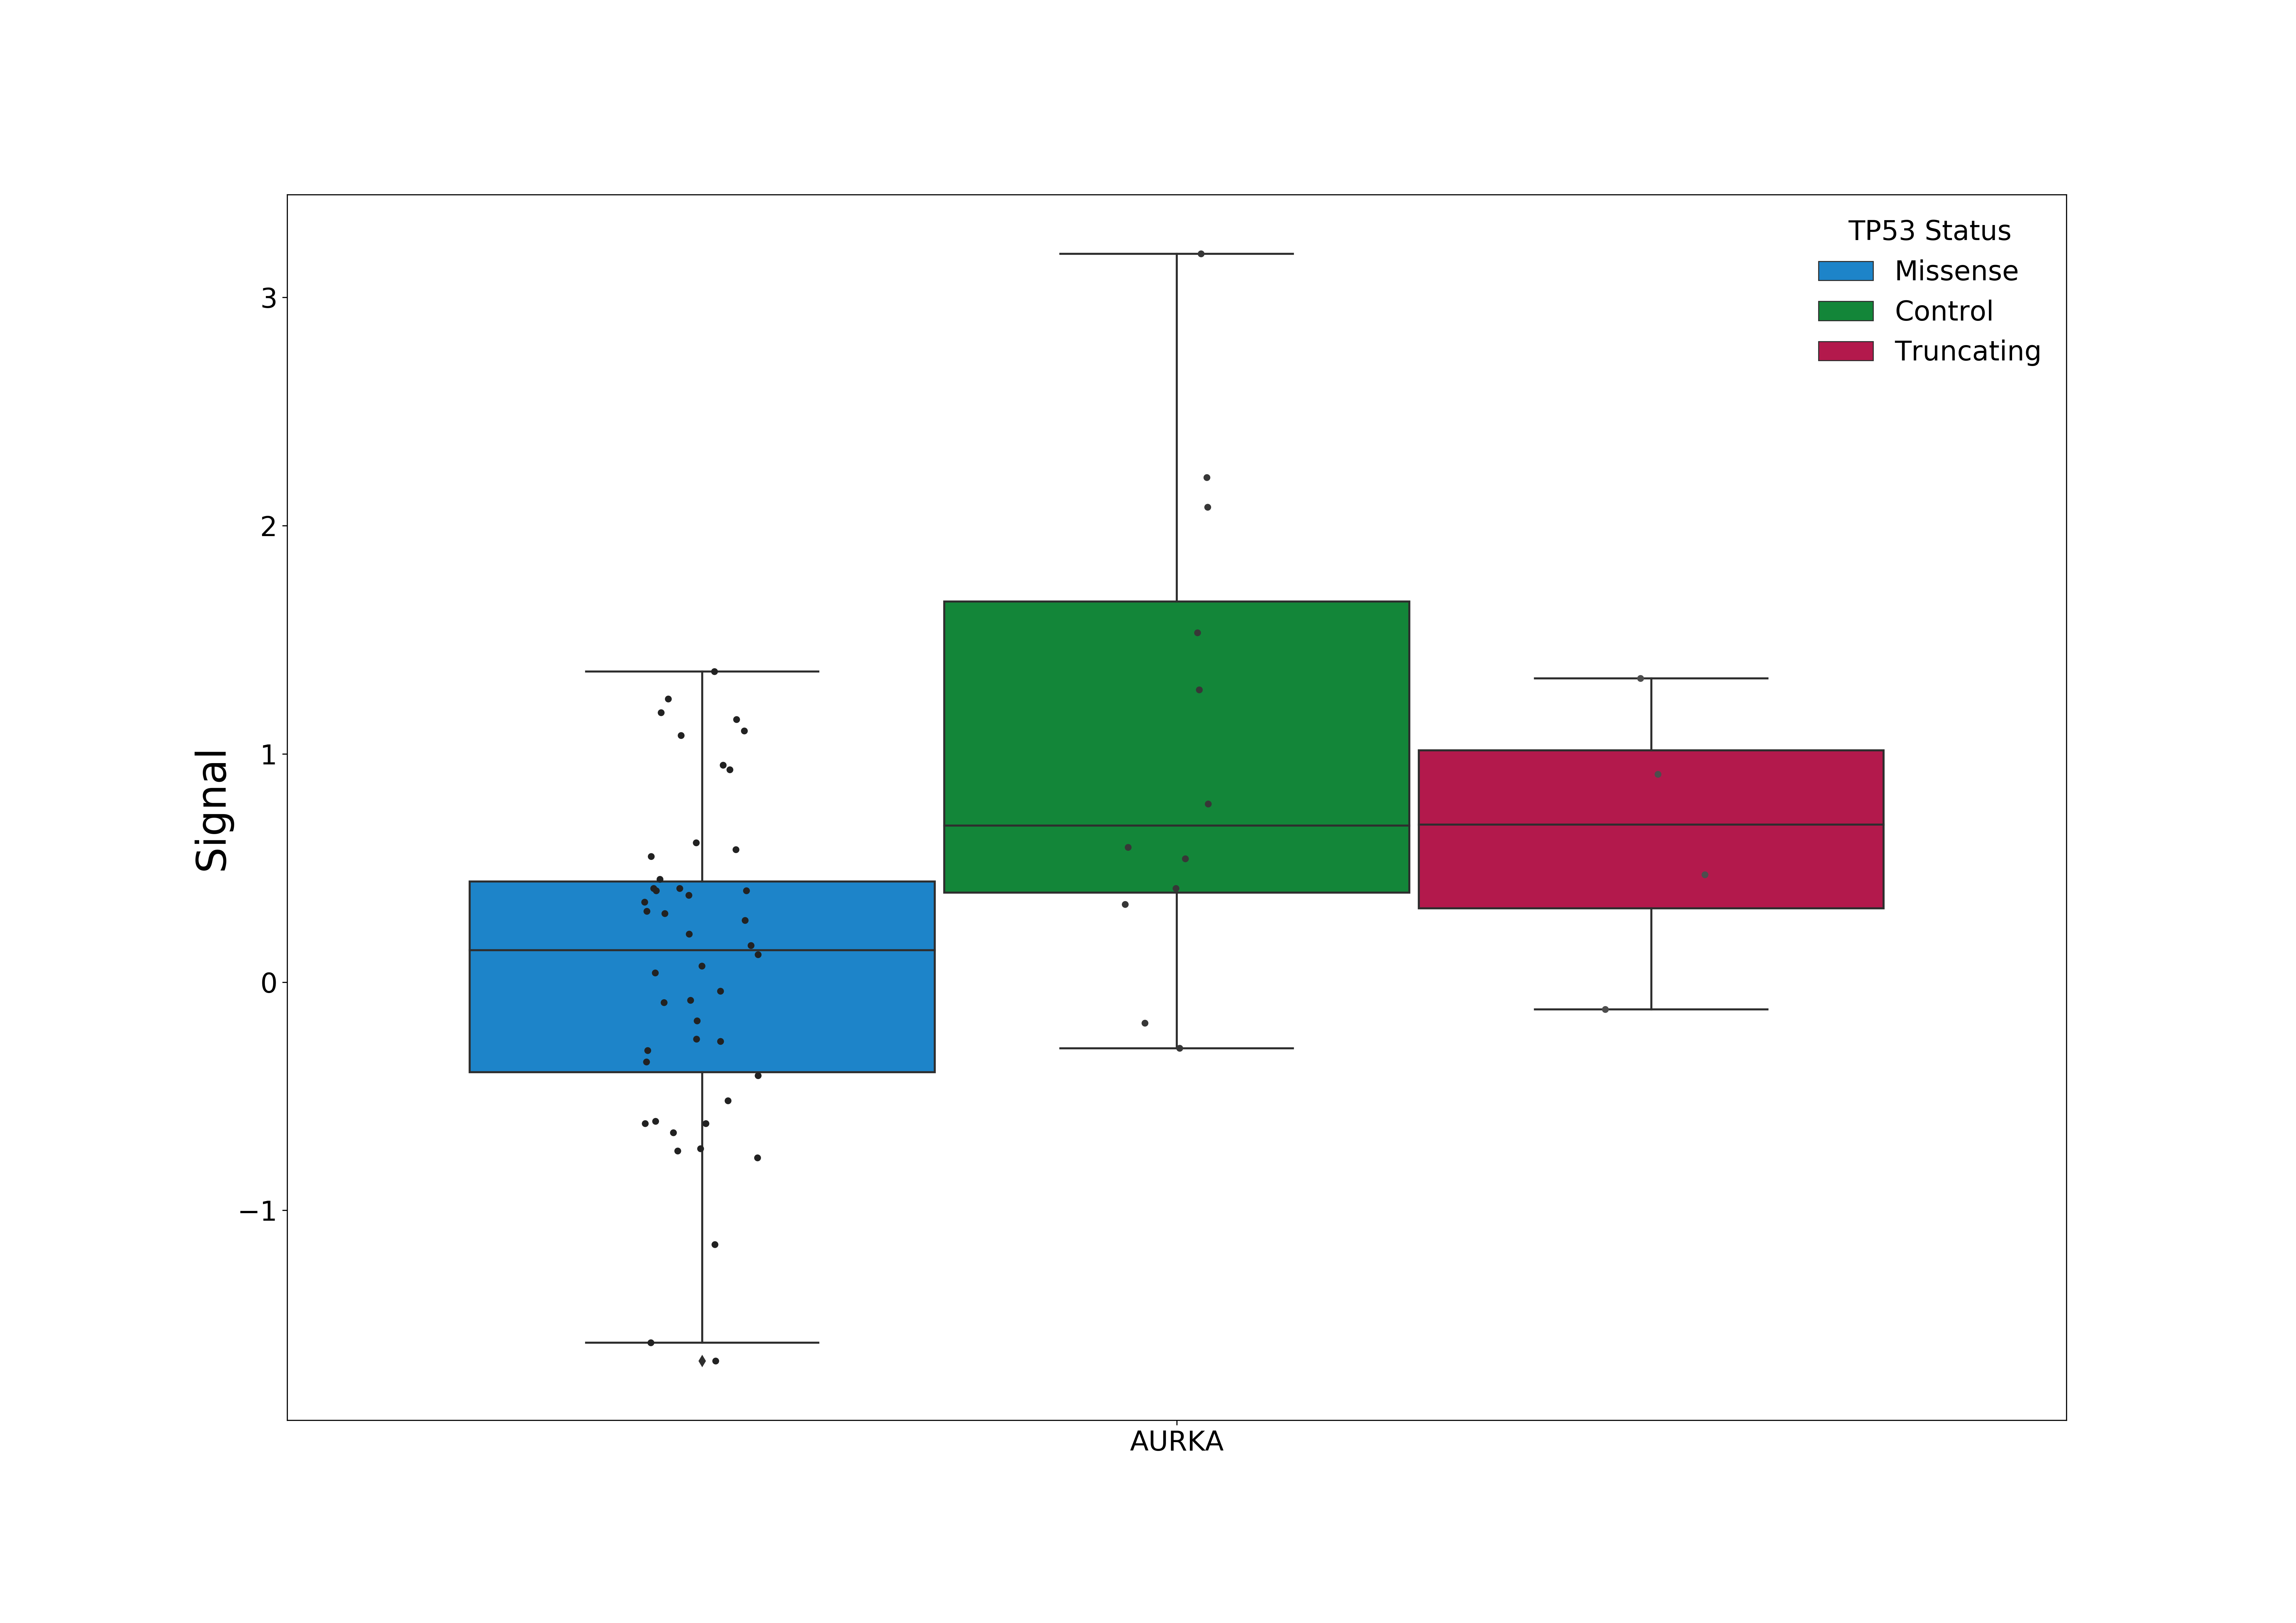 TP53 Status
Missense
Control
Truncating
3
2
1
0
−1
Signal
AURKA